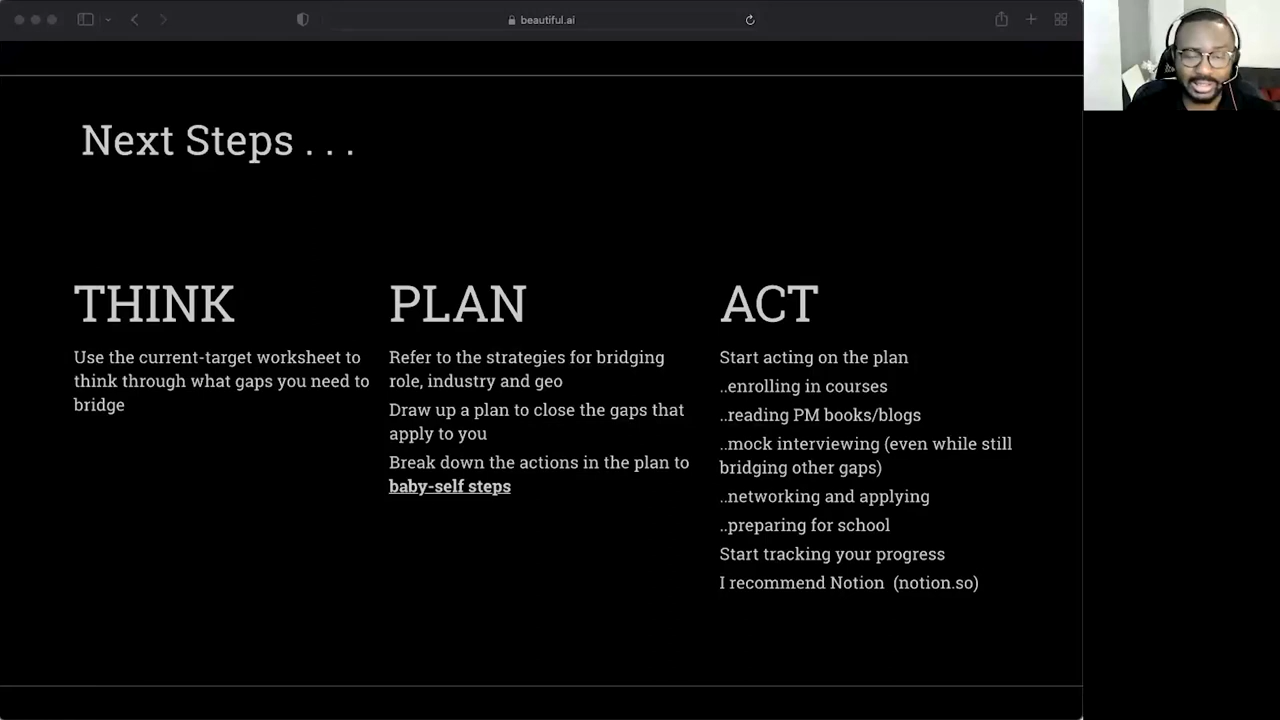 beautiful.ai
Next Steps . . .
THINK
Use the current-target worksheet to
think through what gaps you need to
bridge
PLAN
Refer to the strategies for bridging
role, industry and geo
Draw up a plan to close the gaps that
apply to you
Break down the actions in the plan to
baby-self steps
ACT
Start acting on the plan
..enrolling in courses
..reading PM books/blogs
..mock interviewing (even while still
bridging other gaps)
..networking and applying
..preparing for school
Start tracking your progress
I recommend Notion (notion.so)